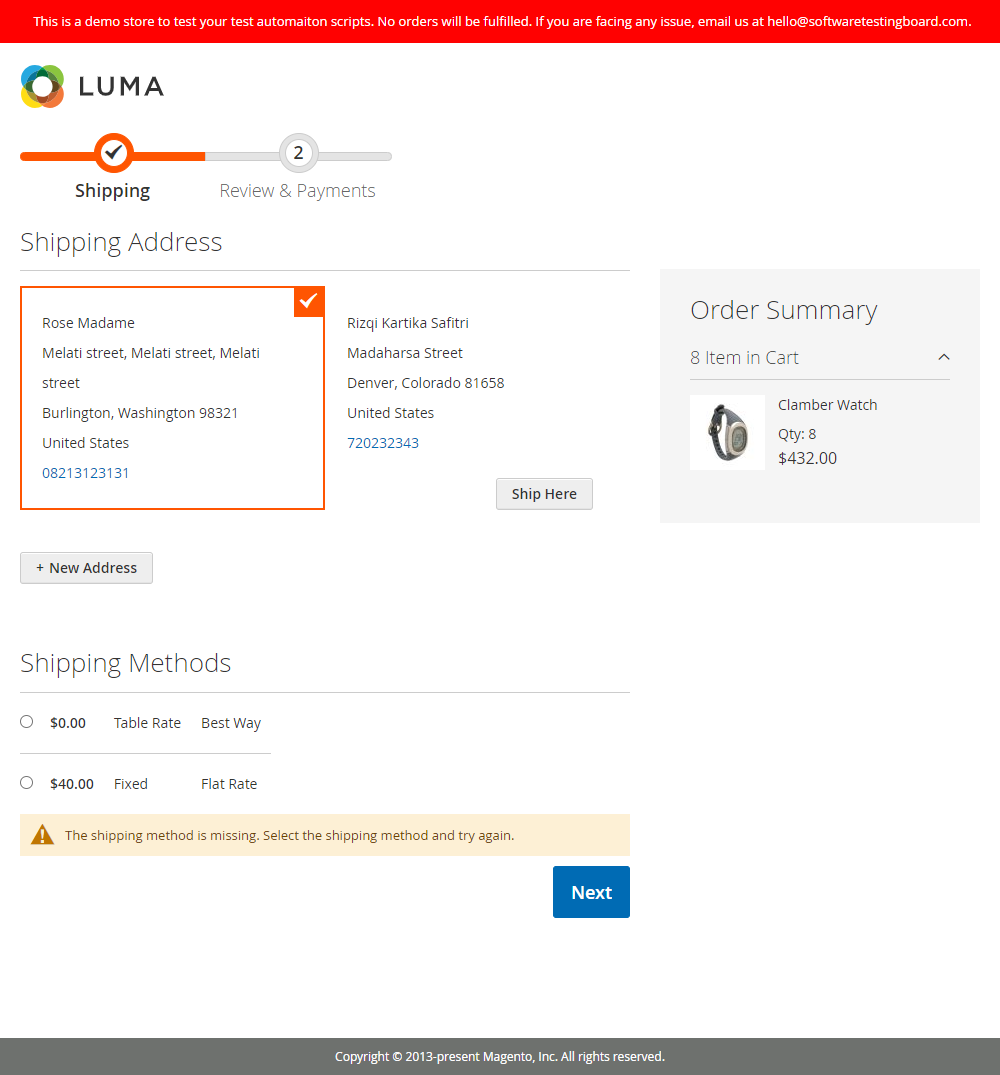 This is a demo store to test your test automaiton scripts. No orders will be fulfilled. If you are facing any issue, email us at hello@softwaretestingboard.com.
LUMA
2
Shipping
Review & Payments
Shipping Address
Rose Madame
Melati street, Melati street, Melati
street
Burlington, Washington 98321
United States
08213123131
Rizqi Kartika Safitri
Madaharsa Street
Denver, Colorado 81658
United States
720232343
Ship Here
+ New Address
Order Summary
8 Item in Cart
Clamber Watch
Qty: 8
$432.00
Shipping Methods
$0.00 Table Rate Best Way
$40.00 Fixed Flat Rate
The shipping method is missing. Select the shipping method and try again.
Next
Copyright © 2013-present Magento, Inc. All rights reserved.